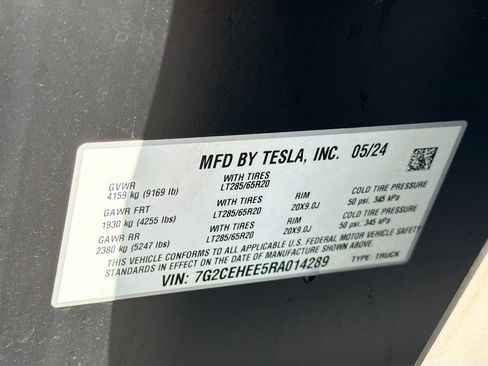 MFD BY TESLA, INC. 05/24
GVWR
4159 kg (9169 lb)
WITH TIRES
LT285/65R20
RIM
20X9.0J
COLD TIRE PRESSURE
50 psi. 345 kPa
GAWR FRT
1930 kg (4255 lbs)
WITH TIRES
LT285/65R20
RIM
20X9.0J
COLD TIRE PRESSURE
50 psi. 345 kPa
GAWR RR
2380 kg (5247 lbs)
WITH TIRES
LT285/65R20
THIS VEHICLE CONFORMS TO ALL APPLICABLE U.S. FEDERAL MOTOR VEHICLE SAFETY
STANDARDS IN EFFECT ON THE DATE OF MANUFACTURE SHOWN ABOVE.
VIN: 7G2CEHEE5RA014289
TYPE: TRUCK